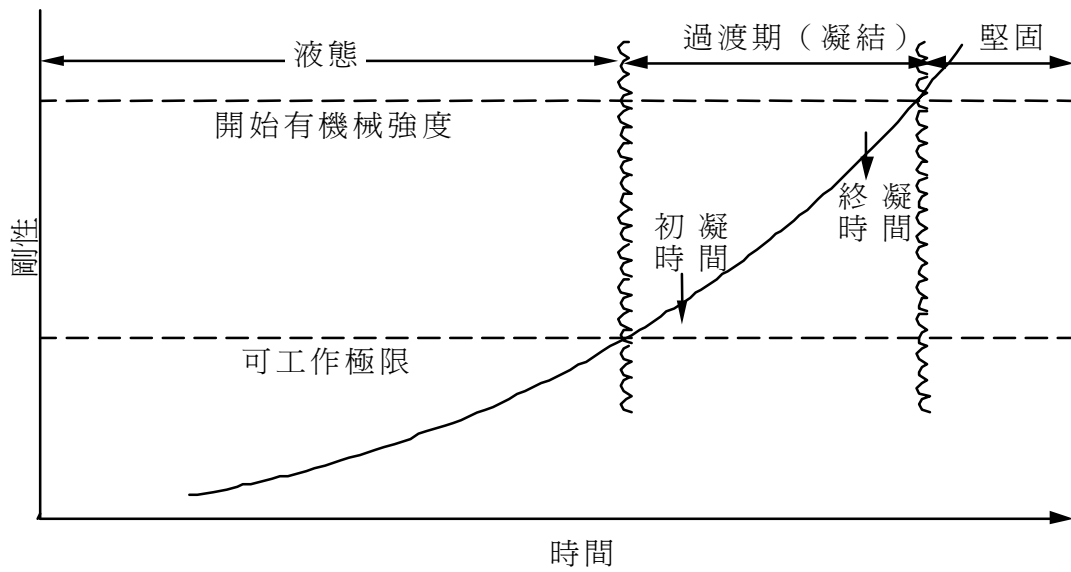 液態
過渡期（凝結）
堅固
開始有機械強度
終凝
時間
初凝
時間
剛性
可工作極限
時間